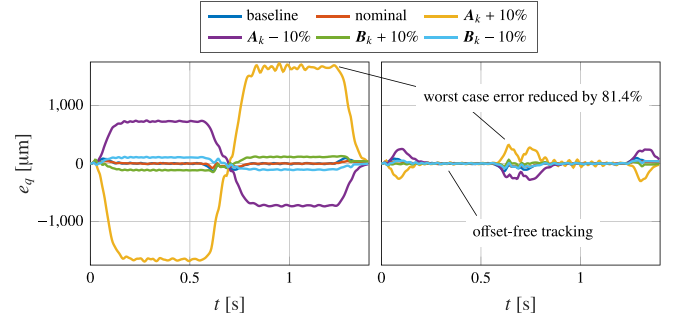 baseline nominal A_k + 10%
A_k − 10% B_k + 10% B_k − 10%
1,000
0
−1,000
e_q [μm]
worst case error reduced by 81.4%
offset-free tracking
0 0.5 1 0 0.5 1
t [s] t [s]